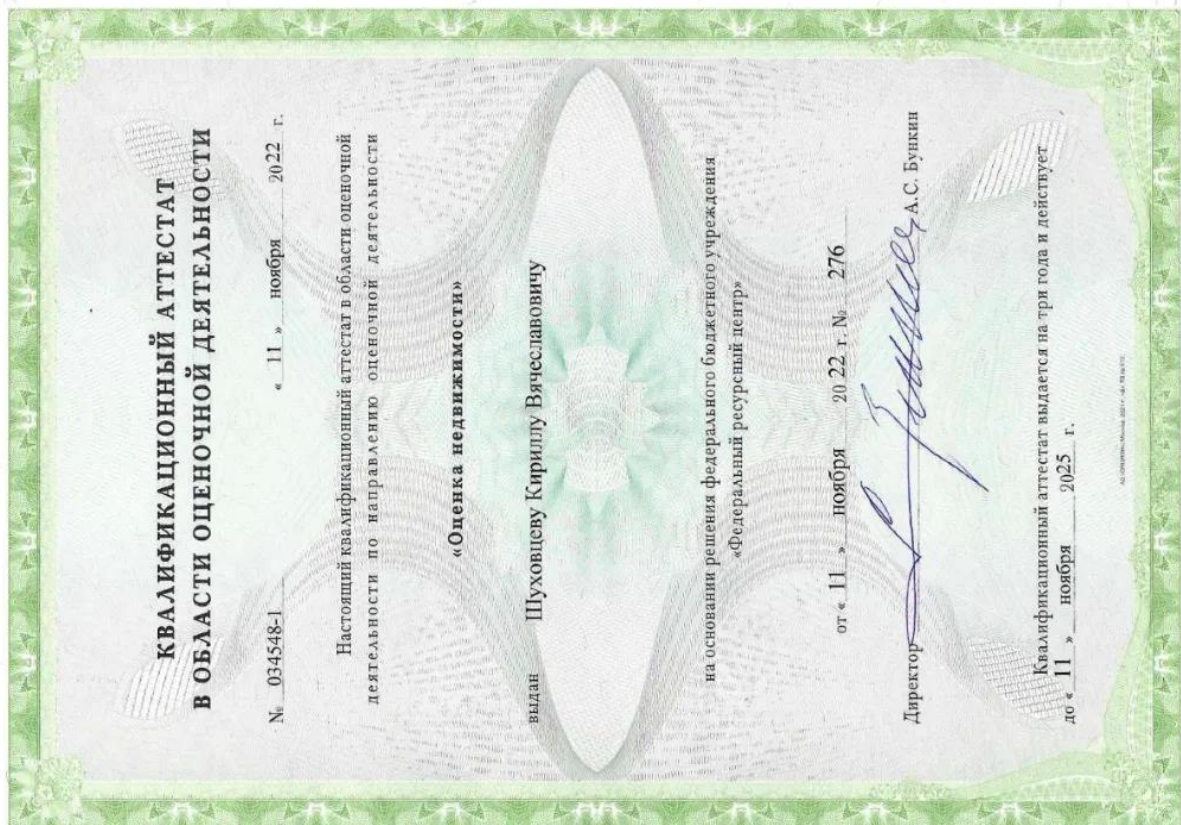 КВАЛИФИКАЦИОННЫЙ АТТЕСТАТ
В ОБЛАСТИ ОЦЕНОЧНОЙ ДЕЯТЕЛЬНОСТИ
№ 034548-1 « 11 » ноября 2022 г.
Настоящий квалификационный аттестат в области оценочной
деятельности по направлению оценочной деятельности
«Оценка недвижимости»
выдан Шуховцеву Кириллу Вячеславовичу
на основании решения федерального бюджетного учреждения
«Федеральный ресурсный центр»
от « 11 » ноября 20 22 г. № 276
Директор А.С. Бункин
Квалификационный аттестат выдается на три года и действует
до « 11 » ноября 2025 г.